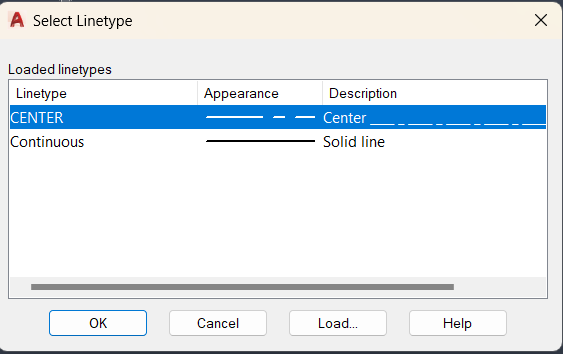 Select Linetype
Loaded linetypes
Linetype Appearance Description
CENTER Center ____ _ ____ _ ____ _ ____ _ ____
Continuous Solid line
OK Cancel Load... Help